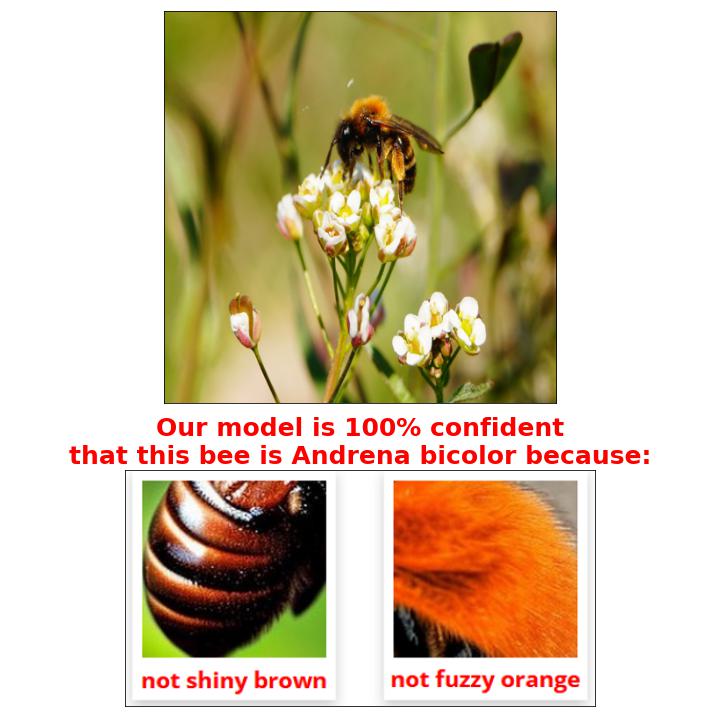 Our model is 100% confident
that this bee is Andrena bicolor because:
not shiny brown
not fuzzy orange